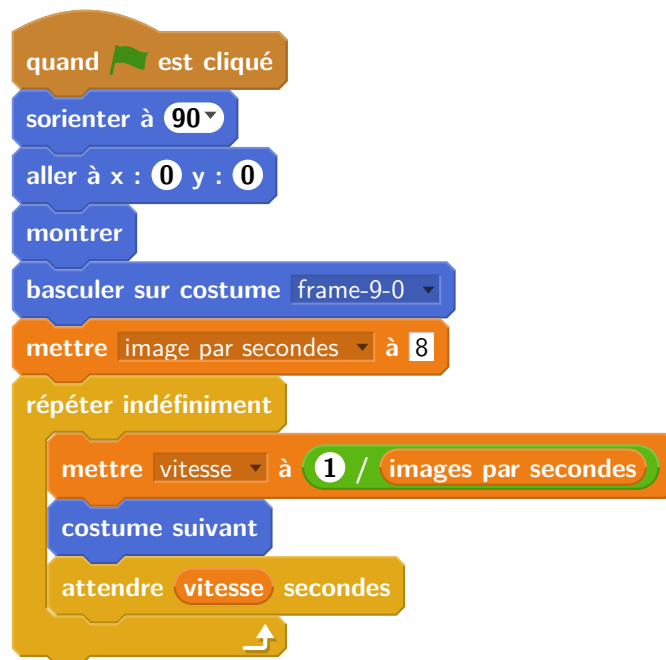 quand est cliqué
sorienter à 90
aller à x : 0 y : 0
montrer
basculer sur costume frame-9-0
mettre image par secondes à 8
répéter indéfiniment
mettre vitesse à 1 / images par secondes
costume suivant
attendre vitesse secondes